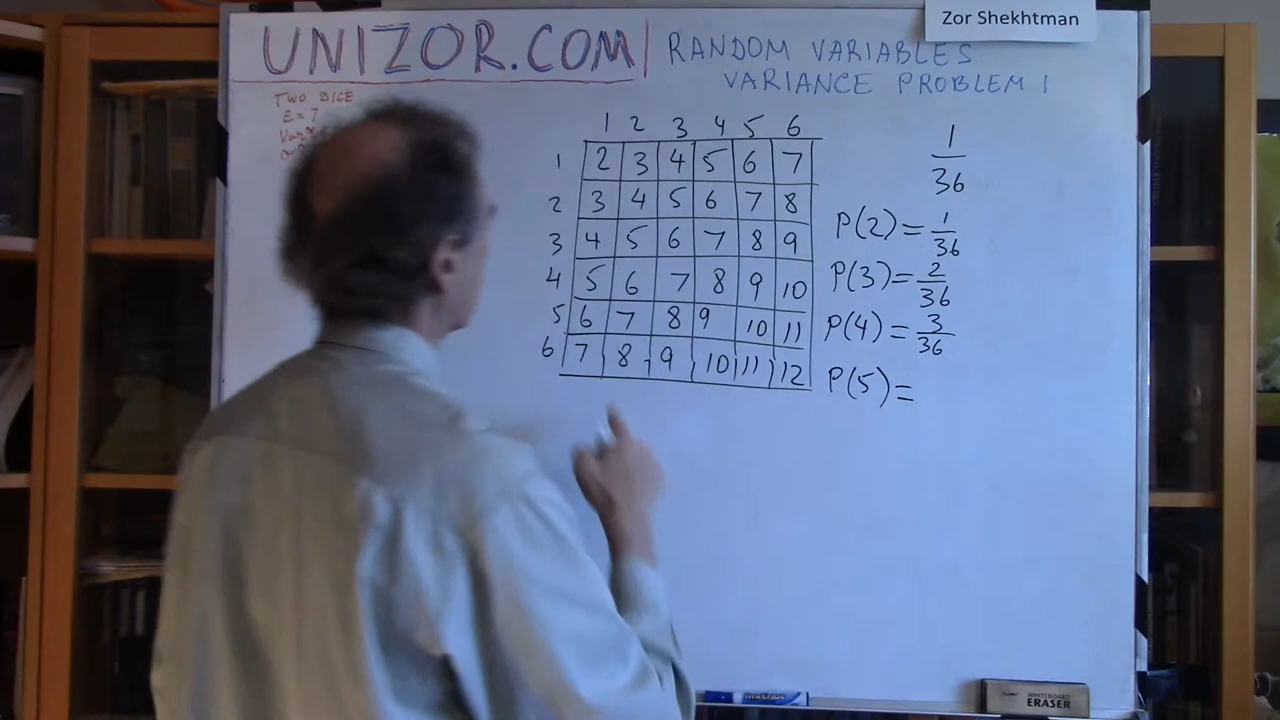 Zor Shekhtman
UNIZOR.COM
RANDOM VARIABLES
VARIANCE PROBLEM 1
TWO DICE
E=7
Var
1 2 3 4 5 6
1 2 3 4 5 6 7
2 3 4 5 6 7 8
3 4 5 6 7 8 9
4 5 6 7 8 9 10
5 6 7 8 9 10 11
6 7 8 9 10 11 12
1/36
P(2)=1/36
P(3)=2/36
P(4)=3/36
P(5)=
WHITEBOARD
ERASER